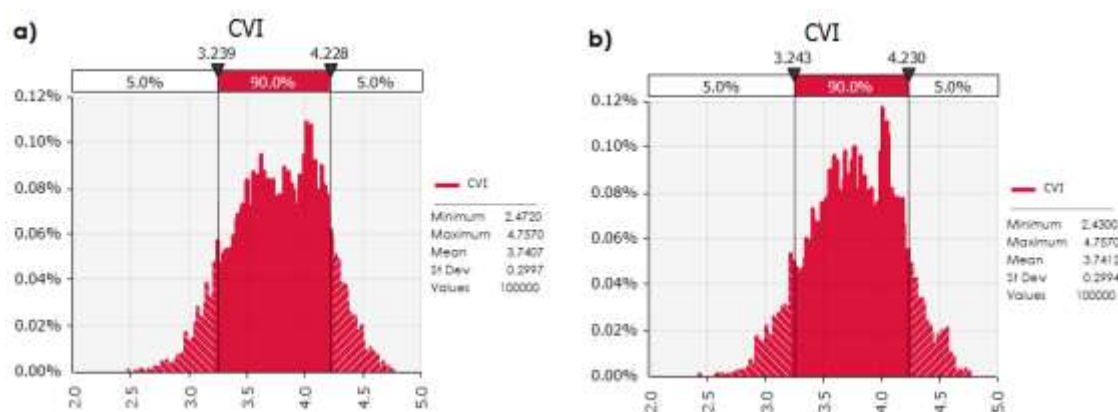 a)
CVI
3.239 4.228
5.0% 90.0% 5.0%
0.12%
0.10%
0.08%
0.06%
0.04%
0.02%
0.00%
2.0 2.5 3.0 3.5 4.0 4.5 5.0
CVI
Minimum 2.4720
Maximum 4.7570
Mean 3.7407
St Dev 0.2997
Values 100000
b)
CVI
3.243 4.230
5.0% 90.0% 5.0%
0.12%
0.10%
0.08%
0.06%
0.04%
0.02%
0.00%
2.0 2.5 3.0 3.5 4.0 4.5 5.0
CVI
Minimum 2.4300
Maximum 4.7570
Mean 3.7412
St Dev 0.2994
Values 100000